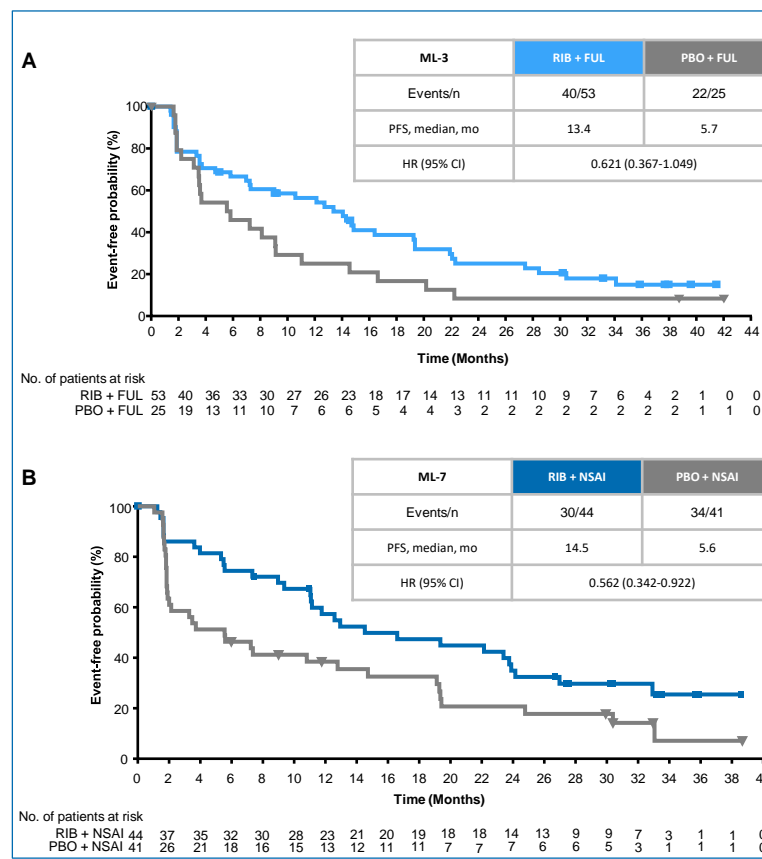 A
ML-3 RIB + FUL PBO + FUL
Events/n 40/53 22/25
PFS, median, mo 13.4 5.7
HR (95% CI) 0.621 (0.367-1.049)
Event-free probability (%)
100
80
60
40
20
0
0 2 4 6 8 10 12 14 16 18 20 22 24 26 28 30 32 34 36 38 40 42 44
Time (Months)
No. of patients at risk
RIB + FUL 53 40 36 33 30 27 26 23 18 17 14 13 11 11 10 9 7 6 4 2 1 0 0
PBO + FUL 25 19 13 11 10 7 6 6 5 4 4 3 2 2 2 2 2 2 2 2 1 1 0
B
ML-7 RIB + NSAI PBO + NSAI
Events/n 30/44 34/41
PFS, median, mo 14.5 5.6
HR (95% CI) 0.562 (0.342-0.922)
Event-free probability (%)
100
80
60
40
20
0
0 2 4 6 8 10 12 14 16 18 20 22 24 26 28 30 32 34 36 38
Time (Months)
No. of patients at risk
RIB + NSAI 44 37 35 32 30 28 23 21 20 19 18 18 14 13 9 9 7 3 1 1 0
PBO + NSAI 41 26 21 18 16 15 13 12 11 11 7 7 7 6 6 5 3 1 1 1 0